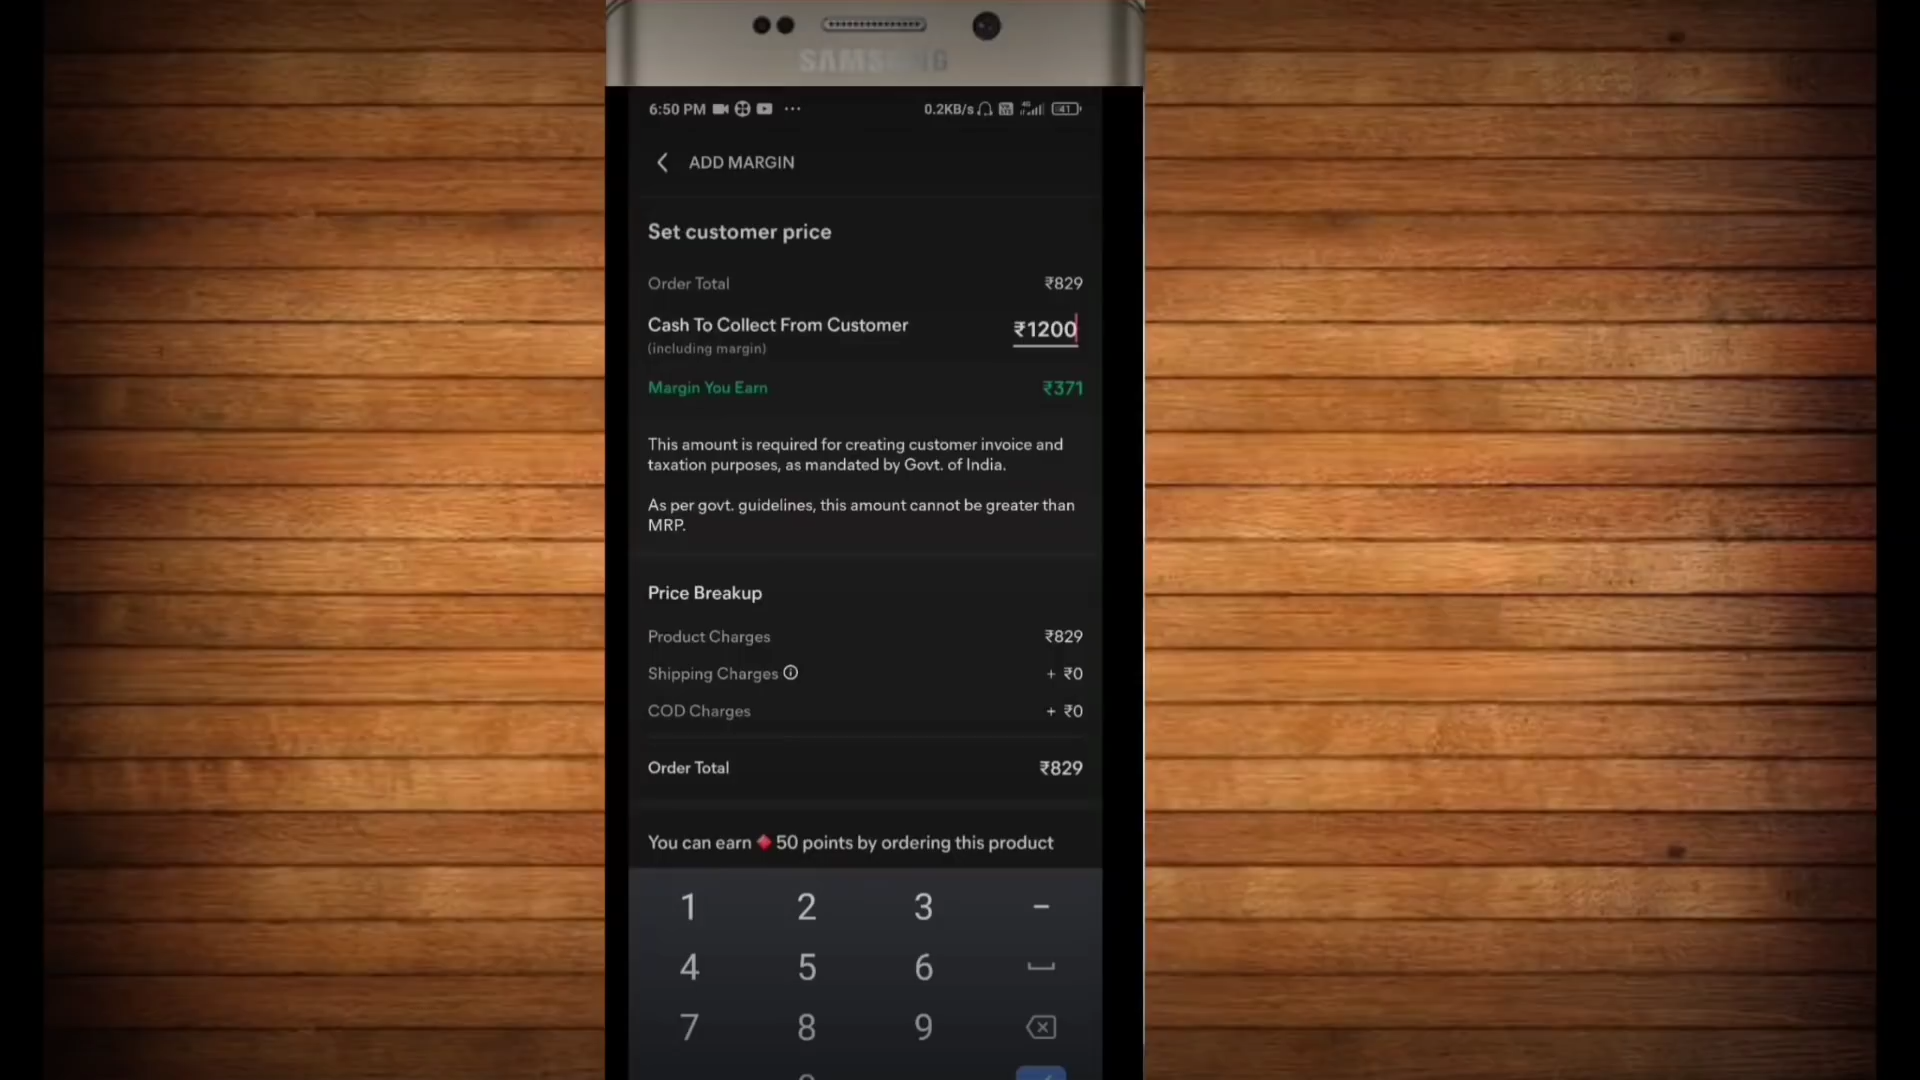 SAMSUNG
6:50 PM ··· 0.2KB/s 4G 41
ADD MARGIN
Set customer price
Order Total ₹829
Cash To Collect From Customer ₹1200
(including margin)
Margin You Earn ₹371
This amount is required for creating customer invoice and
taxation purposes, as mandated by Govt. of India.
As per govt. guidelines, this amount cannot be greater than
MRP.
Price Breakup
Product Charges ₹829
Shipping Charges + ₹0
COD Charges + ₹0
Order Total ₹829
You can earn 50 points by ordering this product
1 2 3 -
4 5 6
7 8 9